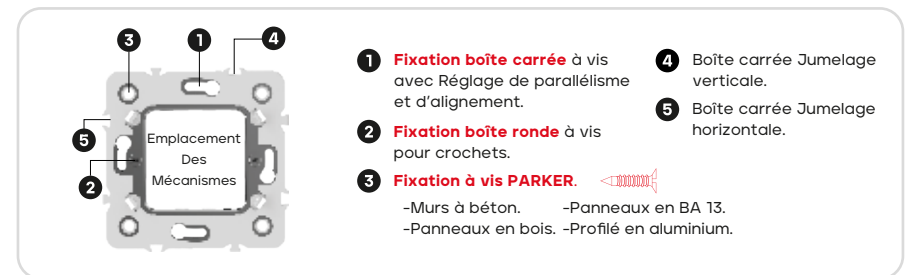 3
1
4
5
2
Emplacement
Des
Mécanismes
1 Fixation boîte carrée à vis
avec Réglage de parallélisme
et d'alignement.
2 Fixation boîte ronde à vis
pour crochets.
3 Fixation à vis PARKER.
-Murs à béton. -Panneaux en BA 13.
-Panneaux en bois. -Profilé en aluminium.
4 Boîte carrée Jumelage
verticale.
5 Boîte carrée Jumelage
horizontale.